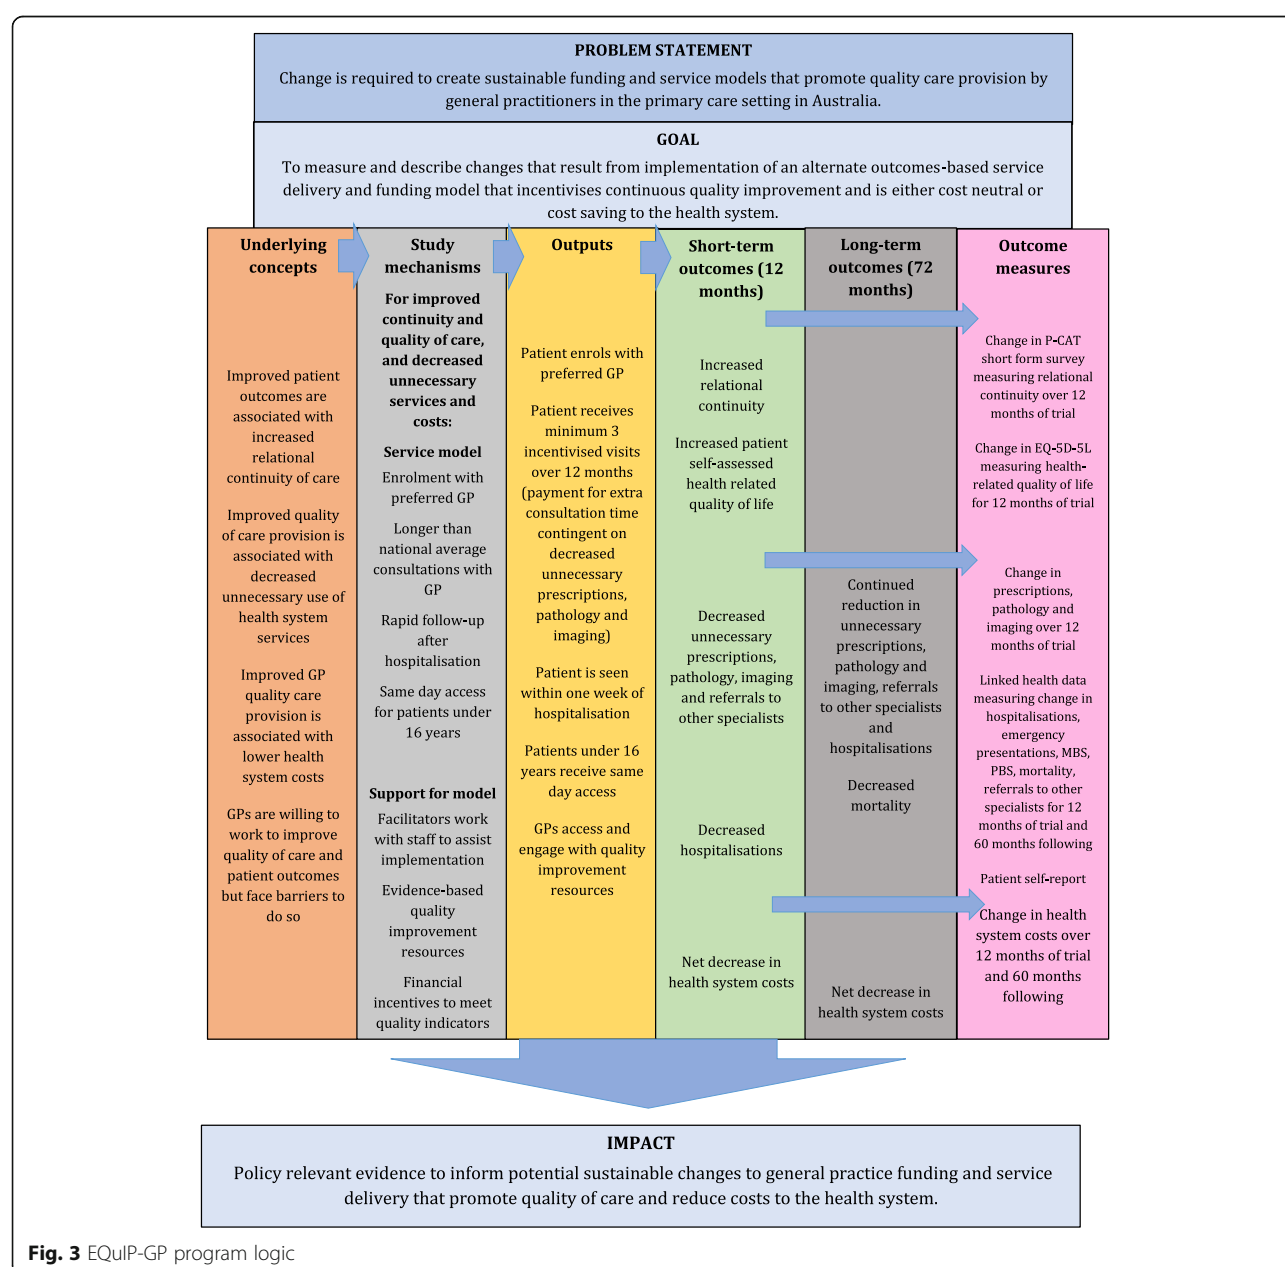 PROBLEM STATEMENT
Change is required to create sustainable funding and service models that promote quality care provision by
general practitioners in the primary care setting in Australia.
GOAL
To measure and describe changes that result from implementation of an alternate outcomes-based service
delivery and funding model that incentivises continuous quality improvement and is either cost neutral or
cost saving to the health system.
Underlying
concepts
Improved patient
outcomes are
associated with
increased
relational
continuity of care
Improved quality
of care provision is
associated with
decreased
unnecessary use of
health system
services
Improved GP
quality care
provision is
associated with
lower health
system costs
GPs are willing to
work to improve
quality of care and
patient outcomes
but face barriers to
do so
Study
mechanisms
For improved
continuity and
quality of care,
and decreased
unnecessary
services and
costs:
Service model
Enrolment with
preferred GP
Longer than
national average
consultations with
GP
Rapid follow-up
after
hospitalisation
Same day access
for patients under
16 years
Support for model
Facilitators work
with staff to assist
implementation
Evidence-based
quality
improvement
resources
Financial
incentives to meet
quality indicators
Outputs
Patient enrols with
preferred GP
Patient receives
minimum 3
incentivised visits
over 12 months
(payment for extra
consultation time
contingent on
decreased
unnecessary
prescriptions,
pathology and
imaging)
Patient is seen
within one week of
hospitalisation
Patients under 16
years receive same
day access
GPs access and
engage with quality
improvement
resources
Short-term
outcomes (12
months)
Increased
relational
continuity
Increased patient
self-assessed
health related
quality of life
Decreased
unnecessary
prescriptions,
pathology, imaging
and referrals to
other specialists
Decreased
hospitalisations
Net decrease in
health system costs
Long-term
outcomes (72
months)
Continued
reduction in
unnecessary
prescriptions,
pathology and
imaging, referrals
to other specialists
and
hospitalisations
Decreased
mortality
Net decrease in
health system costs
Outcome
measures
Change in P-CAT
short form survey
measuring relational
continuity over 12
months of trial
Change in EQ-5D-5L
measuring health-
related quality of life
for 12 months of trial
Change in
prescriptions,
pathology and
imaging over 12
months of trial
Linked health data
measuring change in
hospitalisations,
emergency
presentations, MBS,
PBS, mortality,
referrals to other
specialists for 12
months of trial and
60 months following
Patient self-report
Change in health
system costs over
12 months of trial
and 60 months
following
IMPACT
Policy relevant evidence to inform potential sustainable changes to general practice funding and service
delivery that promote quality of care and reduce costs to the health system.
Fig. 3 EQuIP-GP program logic